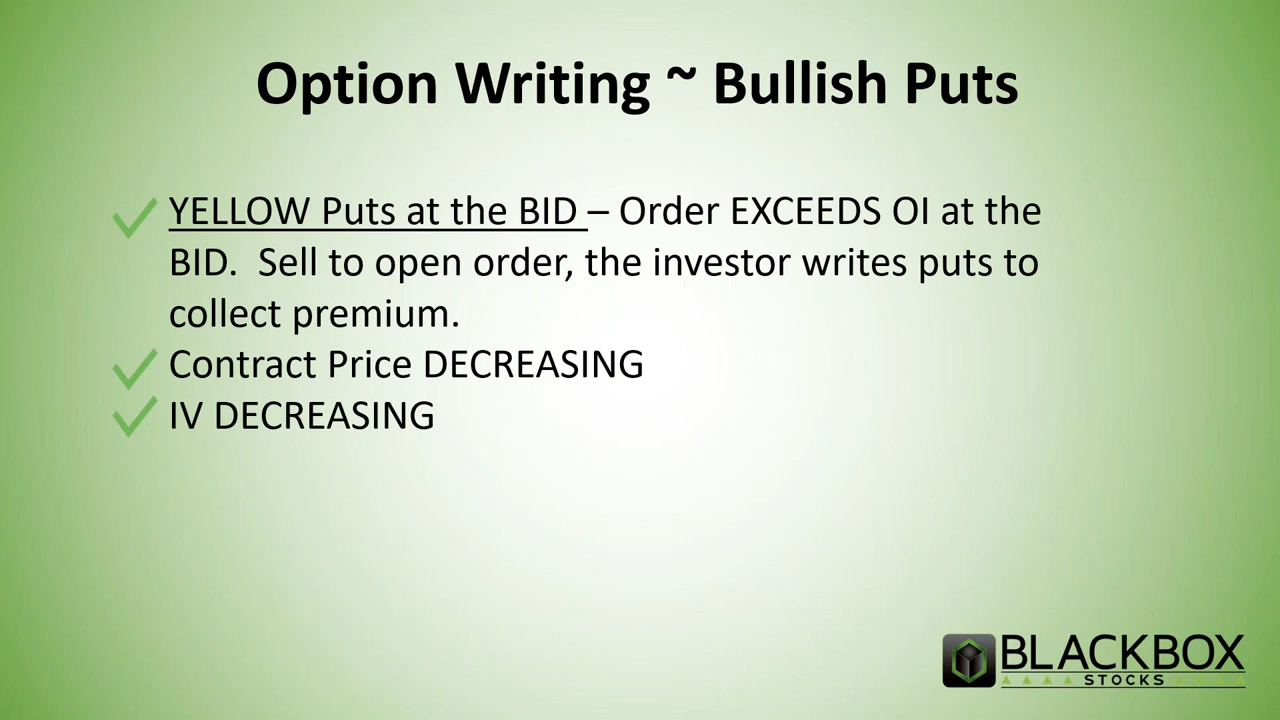 Option Writing ~ Bullish Puts
YELLOW Puts at the BID – Order EXCEEDS OI at the
BID.  Sell to open order, the investor writes puts to
collect premium.
Contract Price DECREASING
IV DECREASING
BLACKBOX
STOCKS